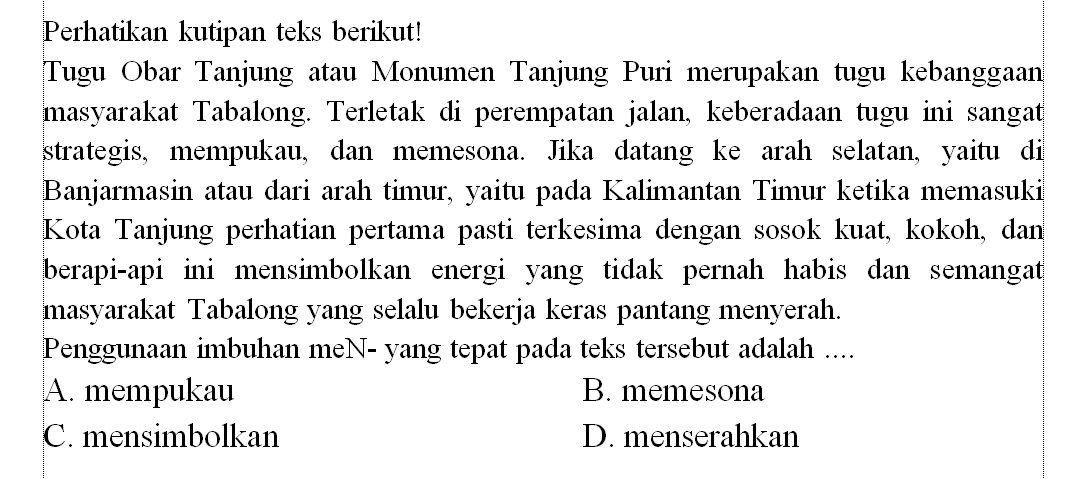 Perhatikan kutipan teks berikut!
Tugu Obar Tanjung atau Monumen Tanjung Puri merupakan tugu kebanggaan
masyarakat Tabalong. Terletak di perempatan jalan, keberadaan tugu ini sangat
strategis, mempukau, dan memesona. Jika datang ke arah selatan, yaitu di
Banjarmasin atau dari arah timur, yaitu pada Kalimantan Timur ketika memasuki
Kota Tanjung perhatian pertama pasti terkesima dengan sosok kuat, kokoh, dan
berapi-api ini mensimbolkan energi yang tidak pernah habis dan semangat
masyarakat Tabalong yang selalu bekerja keras pantang menyerah.
Penggunaan imbuhan meN- yang tepat pada teks tersebut adalah ....
A. mempukau B. memesona
C. mensimbolkan D. menserahkan